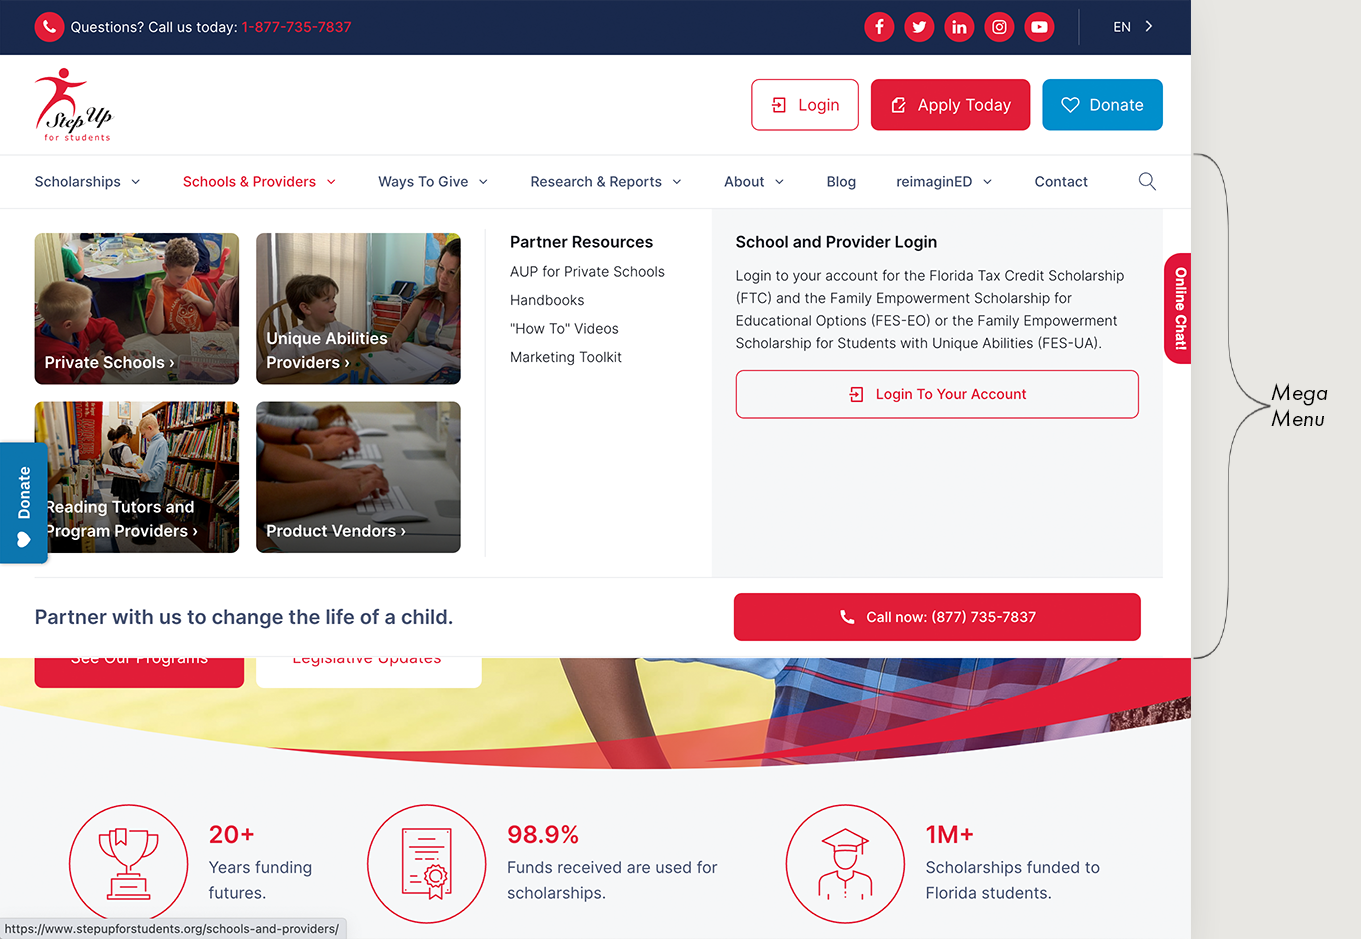 Questions? Call us today: 1-877-735-7837
EN
Step Up
for students
Login
Apply Today
Donate
Scholarships
Schools & Providers
Ways To Give
Research & Reports
About
Blog
reimaginED
Contact
Private Schools ›
Unique Abilities
Providers ›
Reading Tutors and
Program Providers ›
Product Vendors ›
Partner Resources
AUP for Private Schools
Handbooks
"How To" Videos
Marketing Toolkit
School and Provider Login
Login to your account for the Florida Tax Credit Scholarship
(FTC) and the Family Empowerment Scholarship for
Educational Options (FES-EO) or the Family Empowerment
Scholarship for Students with Unique Abilities (FES-UA).
Login To Your Account
Online Chat!
Mega
Menu
Donate
Partner with us to change the life of a child.
Call now: (877) 735-7837
See Our Programs
Legislative Updates
20+
Years funding
futures.
98.9%
Funds received are used for
scholarships.
1M+
Scholarships funded to
Florida students.
https://www.stepupforstudents.org/schools-and-providers/